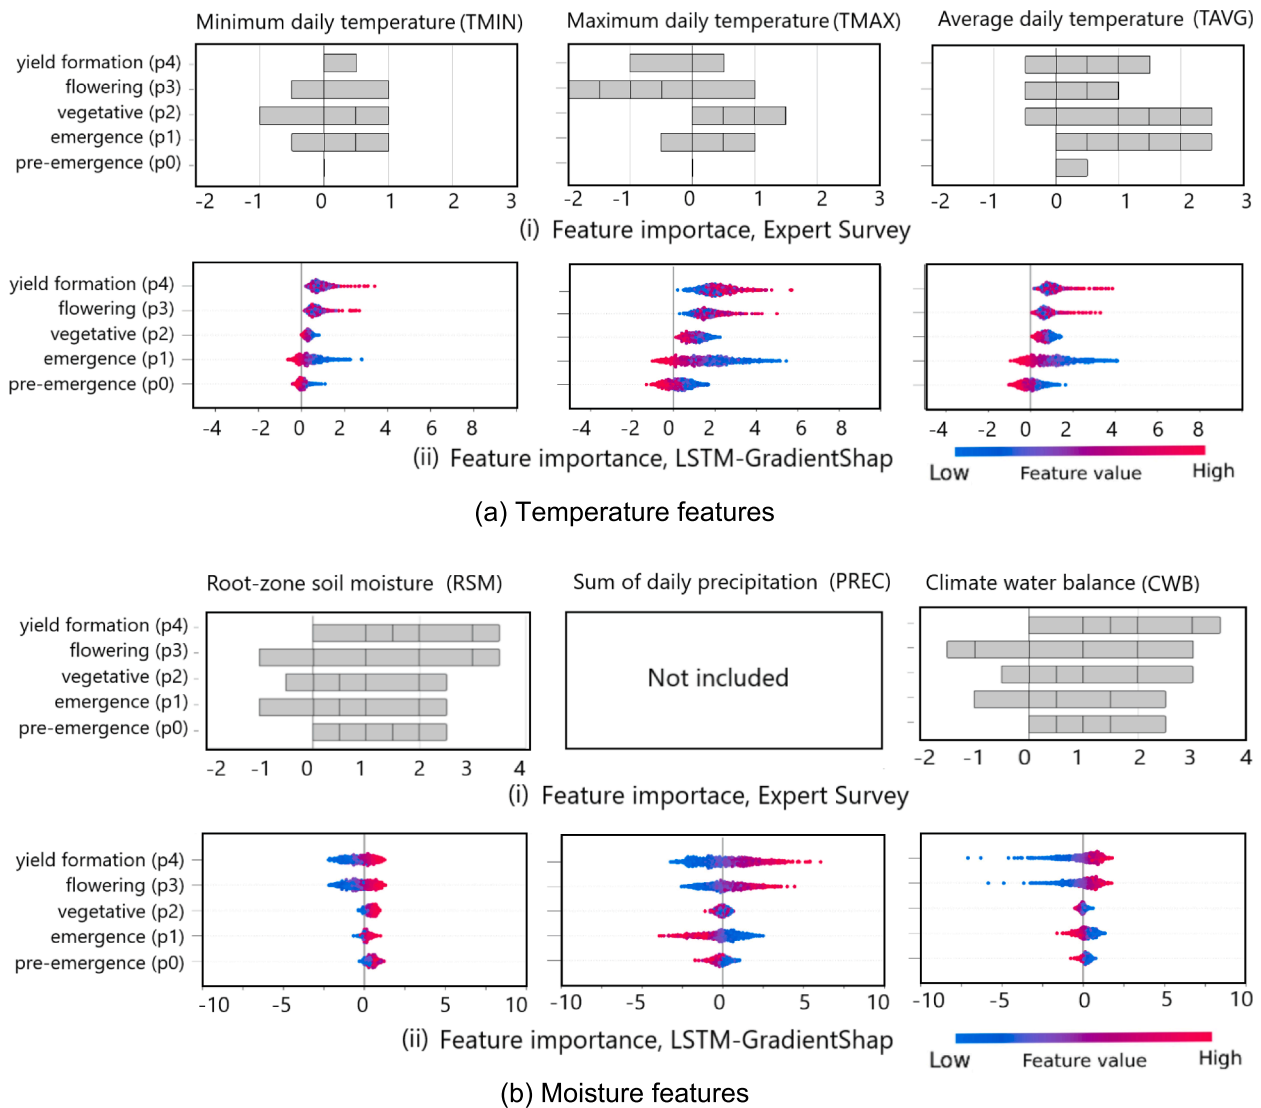 Minimum daily temperature (TMIN)
Maximum daily temperature (TMAX)
Average daily temperature (TAVG)
yield formation (p4)
flowering (p3)
vegetative (p2)
emergence (p1)
pre-emergence (p0)
-2 -1 0 1 2 3
-2 -1 0 1 2 3
-2 -1 0 1 2 3
(i) Feature importace, Expert Survey
yield formation (p4)
flowering (p3)
vegetative (p2)
emergence (p1)
pre-emergence (p0)
-4 -2 0 2 4 6 8
-4 -2 0 2 4 6 8
-4 -2 0 2 4 6 8
(ii) Feature importance, LSTM-GradientShap
Low Feature value High
(a) Temperature features
Root-zone soil moisture (RSM)
Sum of daily precipitation (PREC)
Climate water balance (CWB)
yield formation (p4)
flowering (p3)
vegetative (p2)
emergence (p1)
pre-emergence (p0)
Not included
-2 -1 0 1 2 3 4
-2 -1 0 1 2 3 4
(i) Feature importace, Expert Survey
yield formation (p4)
flowering (p3)
vegetative (p2)
emergence (p1)
pre-emergence (p0)
-10 -5 0 5 10
-10 -5 0 5 10
-10 -5 0 5 10
(ii) Feature importance, LSTM-GradientShap
Low Feature value High
(b) Moisture features